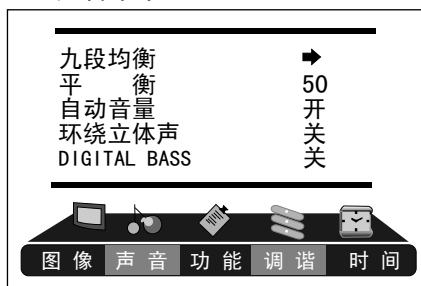 九段均衡 ➡
平 衡 50
自动音量 开
环绕立体声 关
DIGITAL BASS 关
图 像 声 音 功 能 调 谐 时 间